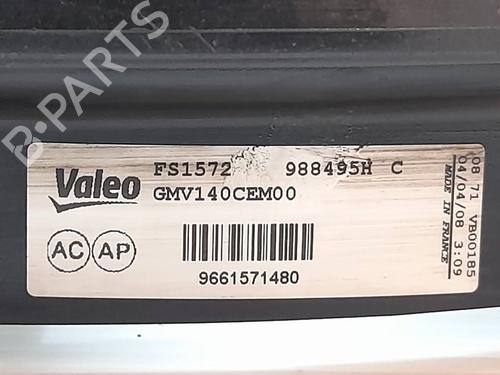 B-PARTS
Valeo
FS1572 988495H C
GMV140CEM00
AC AP
9661571480
08 71 VB00185
04/04/08 3:09
MADE IN FRANCE